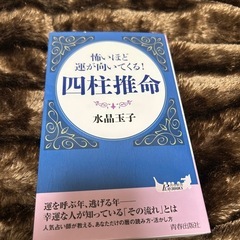 怖いほど
運が向いてくる!
四柱推命
水晶玉子
運を呼ぶ年、逃げる年――
幸運な人が知っている「その流れ」とは
人気占い師が教える、あなただけの暦の読み方・活かし方
青春出版社